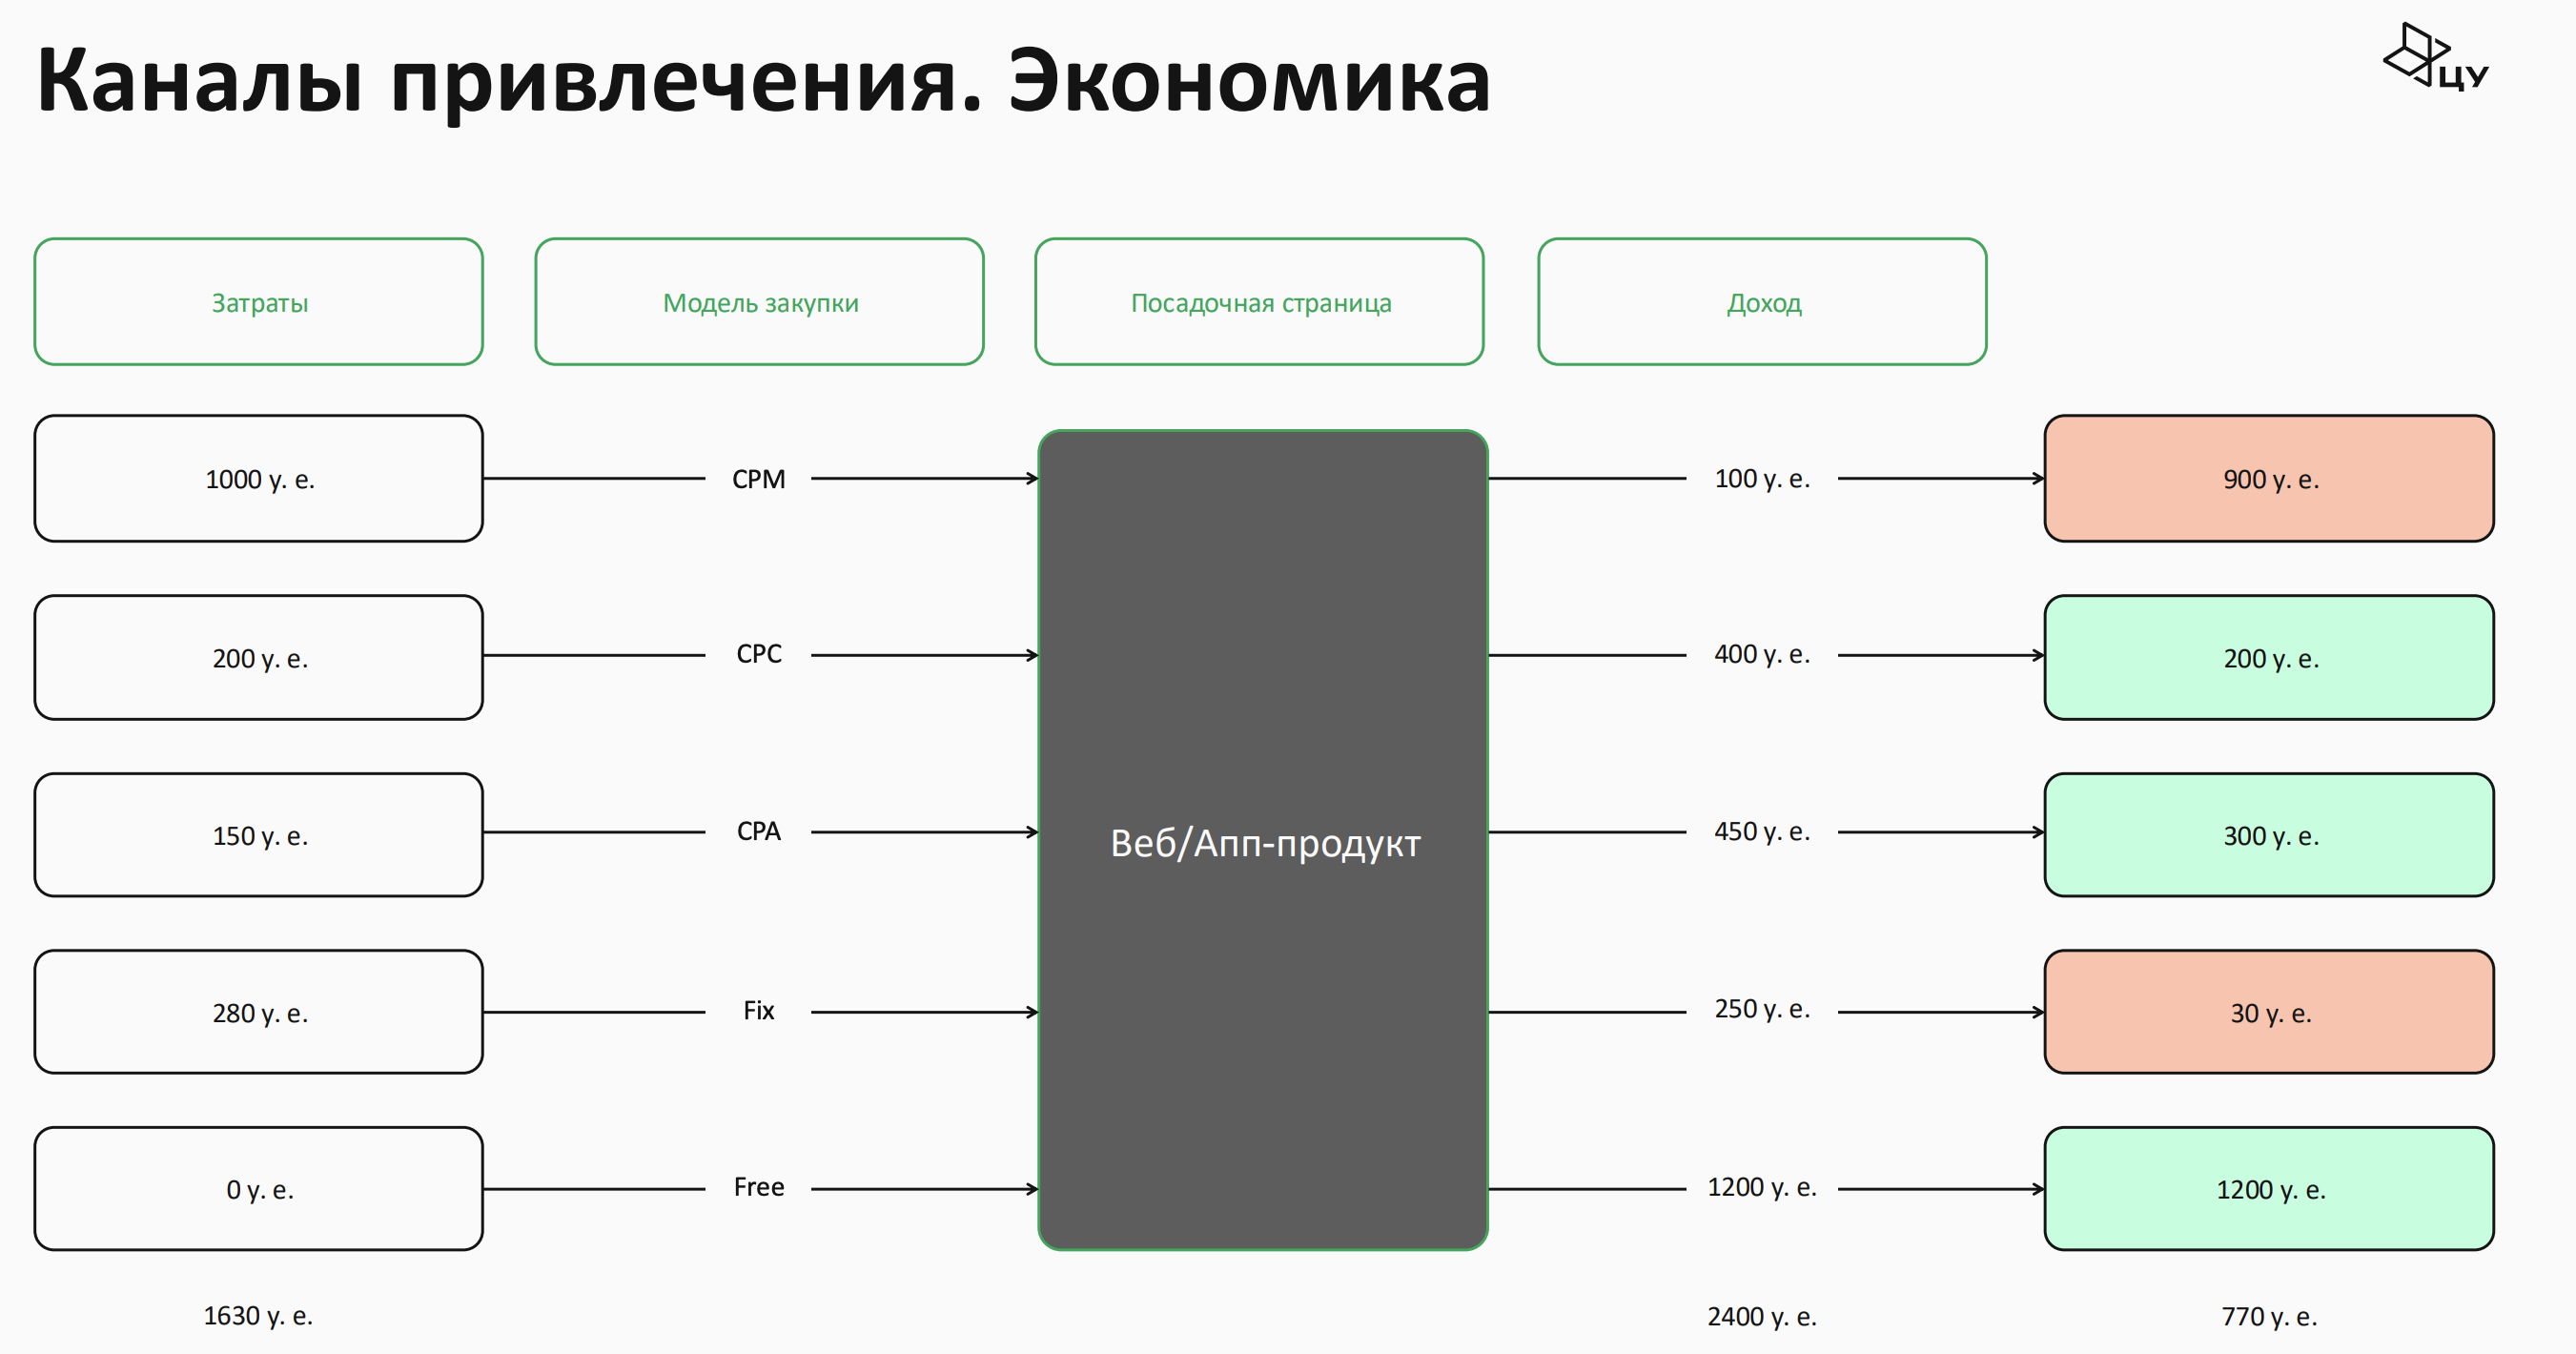 Каналы привлечения. Экономика
ЦУ
Затраты
Модель закупки
Посадочная страница
Доход
1000 у. е.
CPM
100 у. е.
900 у. е.
200 у. е.
CPC
400 у. е.
200 у. е.
150 у. е.
CPA
450 у. е.
300 у. е.
Веб/Апп-продукт
280 у. е.
Fix
250 у. е.
30 у. е.
0 у. е.
Free
1200 у. е.
1200 у. е.
1630 у. е.
2400 у. е.
770 у. е.